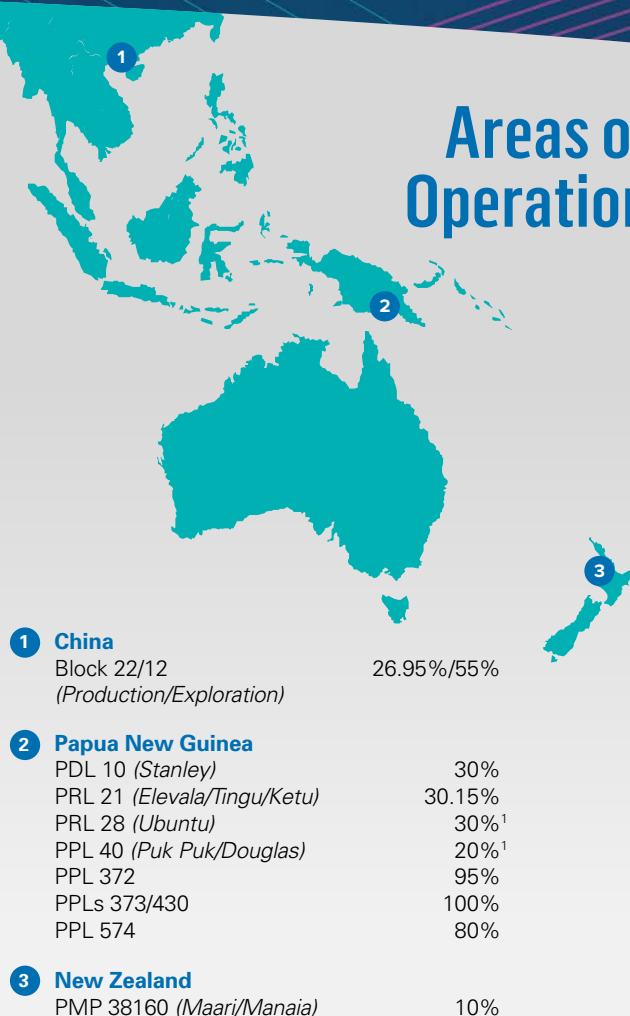 Areas o
Operation
1
2
3
1 China
Block 22/12 26.95%/55%
(Production/Exploration)
2 Papua New Guinea
PDL 10 (Stanley) 30%
PRL 21 (Elevala/Tingu/Ketu) 30.15%
PRL 28 (Ubuntu) 30%¹
PPL 40 (Puk Puk/Douglas) 20%¹
PPL 372 95%
PPLs 373/430 100%
PPL 574 80%
3 New Zealand
PMP 38160 (Maari/Manaia) 10%